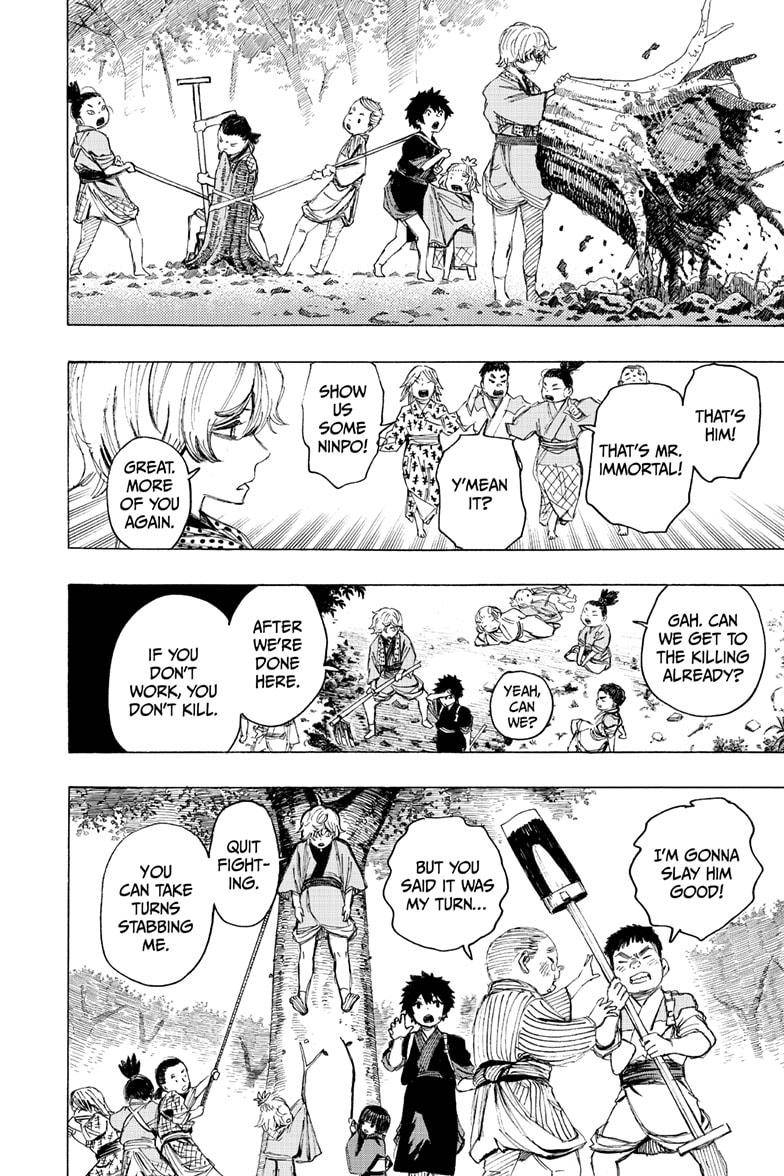 THAT'S
HIM!
THAT'S MR.
IMMORTAL!
Y'MEAN
IT?
SHOW
US
SOME
NINPO!
GREAT.
MORE
OF YOU
AGAIN.
GAH. CAN
WE GET TO
THE KILLING
ALREADY?
YEAH,
CAN
WE?
AFTER
WE'RE
DONE
HERE.
IF YOU
DON'T
WORK, YOU
DON'T KILL.
I'M GONNA
SLAY HIM
GOOD!
BUT YOU
SAID IT WAS
MY TURN...
QUIT
FIGHT-
ING.
YOU
CAN TAKE
TURNS
STABBING
ME.